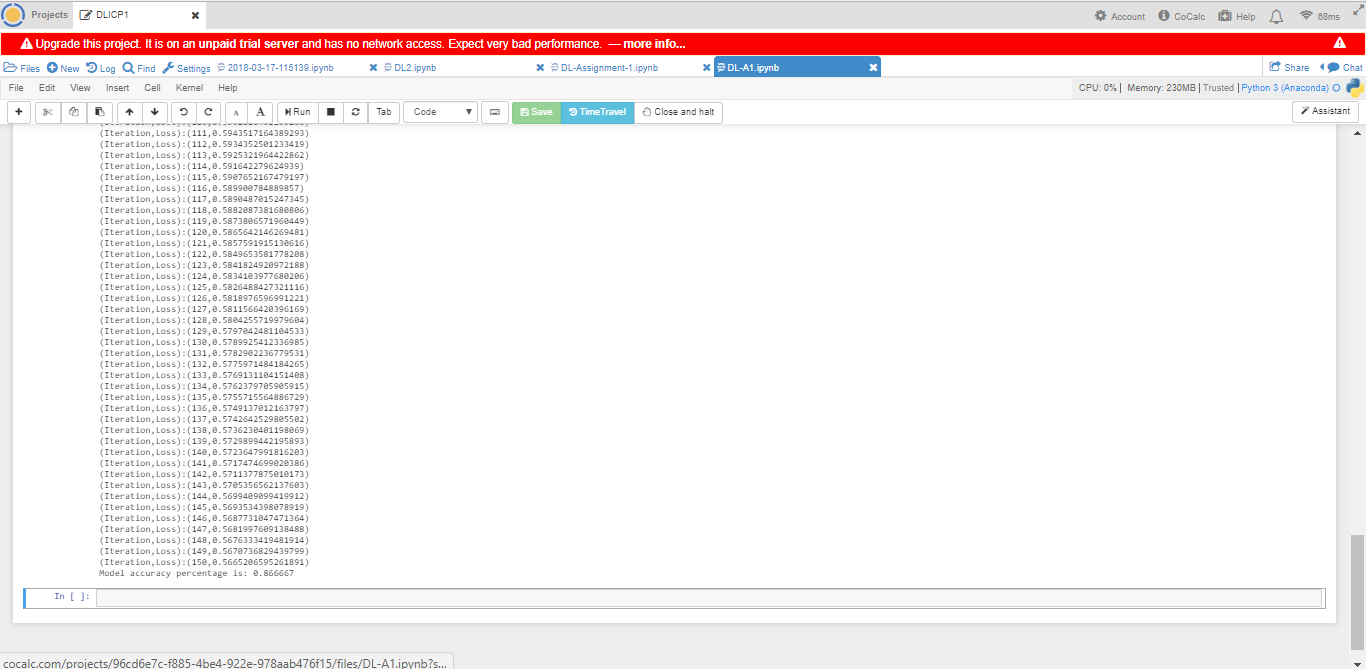 Projects DLICP1 Account CoCalc Help 68ms
Upgrade this project. It is on an unpaid trial server and has no network access. Expect very bad performance. — more info...
Files New Log Find Settings 2018-03-17-115139.ipynb DL2.ipynb DL-Assignment-1.ipynb DL-A1.ipynb Share Chat
File Edit View Insert Cell Kernel Help CPU: 0% | Memory: 230MB | Trusted | Python 3 (Anaconda)
A A Run Tab Code Save TimeTravel Close and halt Assistant
(Iteration,Loss):(111,0.5943517164389293)
(Iteration,Loss):(112,0.5934352501233419)
(Iteration,Loss):(113,0.5925321964422862)
(Iteration,Loss):(114,0.591642279624939)
(Iteration,Loss):(115,0.5907652167479197)
(Iteration,Loss):(116,0.589900784889857)
(Iteration,Loss):(117,0.5890487015247345)
(Iteration,Loss):(118,0.5882087381680806)
(Iteration,Loss):(119,0.5873806571960449)
(Iteration,Loss):(120,0.5865642146269481)
(Iteration,Loss):(121,0.5857591915130616)
(Iteration,Loss):(122,0.5849653581778208)
(Iteration,Loss):(123,0.5841824920972188)
(Iteration,Loss):(124,0.5834103977680206)
(Iteration,Loss):(125,0.5826488427321116)
(Iteration,Loss):(126,0.5818976596991221)
(Iteration,Loss):(127,0.5811566420396169)
(Iteration,Loss):(128,0.5804255719979604)
(Iteration,Loss):(129,0.5797042481104533)
(Iteration,Loss):(130,0.5789925412336985)
(Iteration,Loss):(131,0.5782902236779531)
(Iteration,Loss):(132,0.5775971484184265)
(Iteration,Loss):(133,0.5769131104151408)
(Iteration,Loss):(134,0.5762379705905915)
(Iteration,Loss):(135,0.5755715564886729)
(Iteration,Loss):(136,0.5749137012163797)
(Iteration,Loss):(137,0.5742642529805502)
(Iteration,Loss):(138,0.5736230401198069)
(Iteration,Loss):(139,0.5729899442195893)
(Iteration,Loss):(140,0.5723647991816203)
(Iteration,Loss):(141,0.5717474699020386)
(Iteration,Loss):(142,0.5711377875010173)
(Iteration,Loss):(143,0.5705356562137603)
(Iteration,Loss):(144,0.5699409099419912)
(Iteration,Loss):(145,0.5693534398078919)
(Iteration,Loss):(146,0.5687731047471364)
(Iteration,Loss):(147,0.5681997609138488)
(Iteration,Loss):(148,0.5676333419481914)
(Iteration,Loss):(149,0.5670736829439799)
(Iteration,Loss):(150,0.5665206595261891)
Model accuracy percentage is: 0.866667
In [ ]:
cocalc.com/projects/96cd6e7c-f885-4be4-922e-978aab476f15/files/DL-A1.ipynb?s...